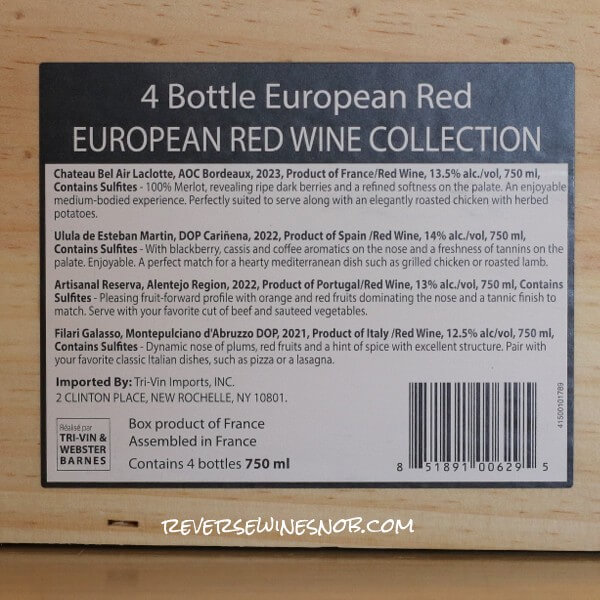 4 Bottle European Red
EUROPEAN RED WINE COLLECTION
Chateau Bel Air Laclotte, AOC Bordeaux, 2023, Product of France/Red Wine, 13.5% alc./vol, 750 ml,
Contains Sulfites - 100% Merlot, revealing ripe dark berries and a refined softness on the palate. An enjoyable
medium-bodied experience. Perfectly suited to serve along with an elegantly roasted chicken with herbed
potatoes.
Ulula de Esteban Martin, DOP Cariñena, 2022, Product of Spain /Red Wine, 14% alc./vol, 750 ml,
Contains Sulfites - With blackberry, cassis and coffee aromatics on the nose and a freshness of tannins on the
palate. Enjoyable. A perfect match for a hearty mediterranean dish such as grilled chicken or roasted lamb.
Artisanal Reserva, Alentejo Region, 2022, Product of Portugal/Red Wine, 13% alc./vol, 750 ml, Contains
Sulfites - Pleasing fruit-forward profile with orange and red fruits dominating the nose and a tannic finish to
match. Serve with your favorite cut of beef and sauteed vegetables.
Filari Galasso, Montepulciano d'Abruzzo DOP, 2021, Product of Italy /Red Wine, 12.5% alc/vol, 750 ml,
Contains Sulfites - Dynamic nose of plums, red fruits and a hint of spice with excellent structure. Pair with
your favorite classic Italian dishes, such as pizza or a lasagna.
Imported By: Tri-Vin Imports, INC.
2 CLINTON PLACE, NEW ROCHELLE, NY 10801.
Réalisé par
TRI-VIN &
WEBSTER
BARNES
Box product of France
Assembled in France
Contains 4 bottles 750 ml
8 51891 00629 5
41500101789
REVERSEWINESNOB.COM